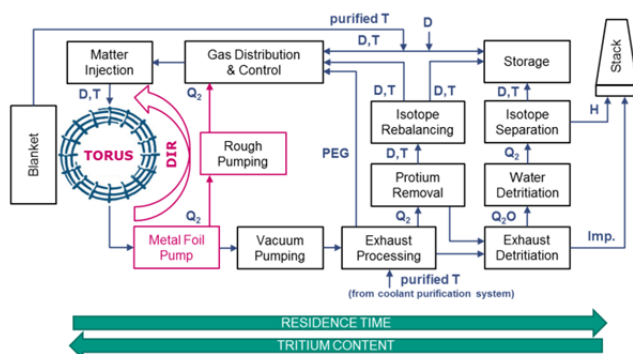 purified T
D
D,T
Matter
Injection
Gas Distribution
& Control
Storage
Stack
D,T
Q2
D,T
D,T
D,T
H
Blanket
TORUS
DIR
Rough
Pumping
PEG
Isotope
Rebalancing
Isotope
Separation
D,T
Q2
Protium
Removal
Water
Detritiation
Q2
Q2
Q2O
Imp.
Metal Foil
Pump
Vacuum
Pumping
Exhaust
Processing
Exhaust
Detritiation
purified T
(from coolant purification system)
RESIDENCE TIME
TRITIUM CONTENT